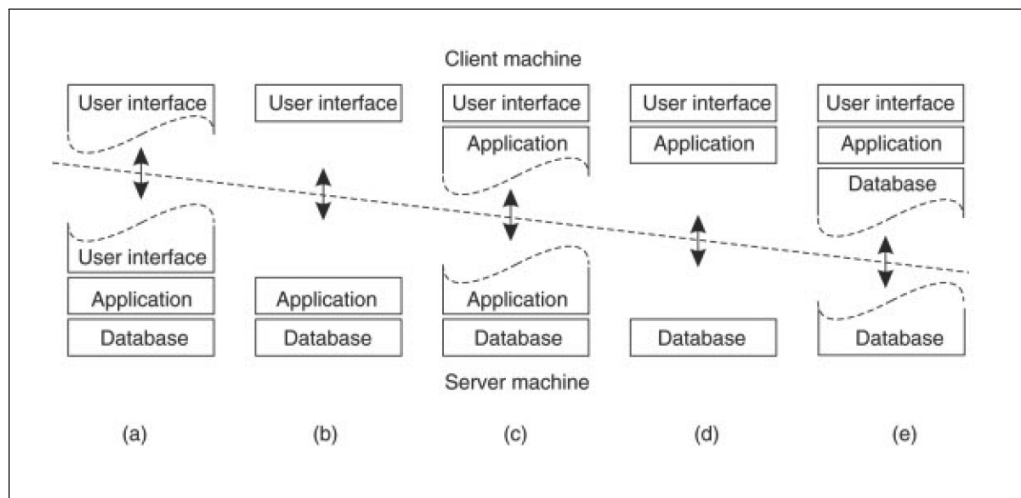 Client machine
User interface User interface User interface User interface User interface
Application Application Application
Database
User interface
Application Application Application
Database Database Database Database Database
Server machine
(a) (b) (c) (d) (e)